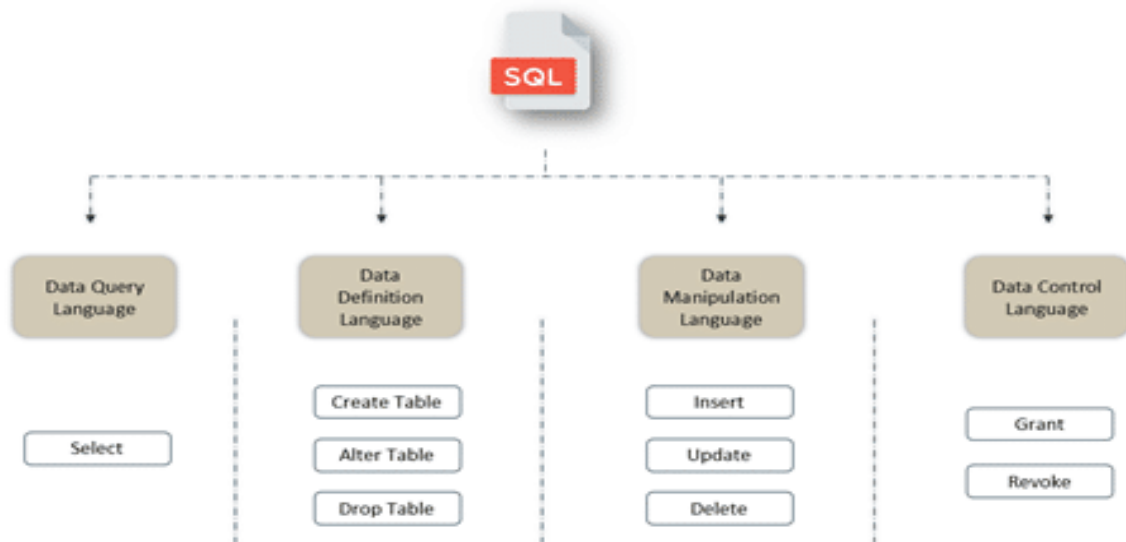 SQL
Data Query
Language
Data
Definition
Language
Data
Manipulation
Language
Data Control
Language
Select
Create Table
Alter Table
Drop Table
Insert
Update
Delete
Grant
Revoke